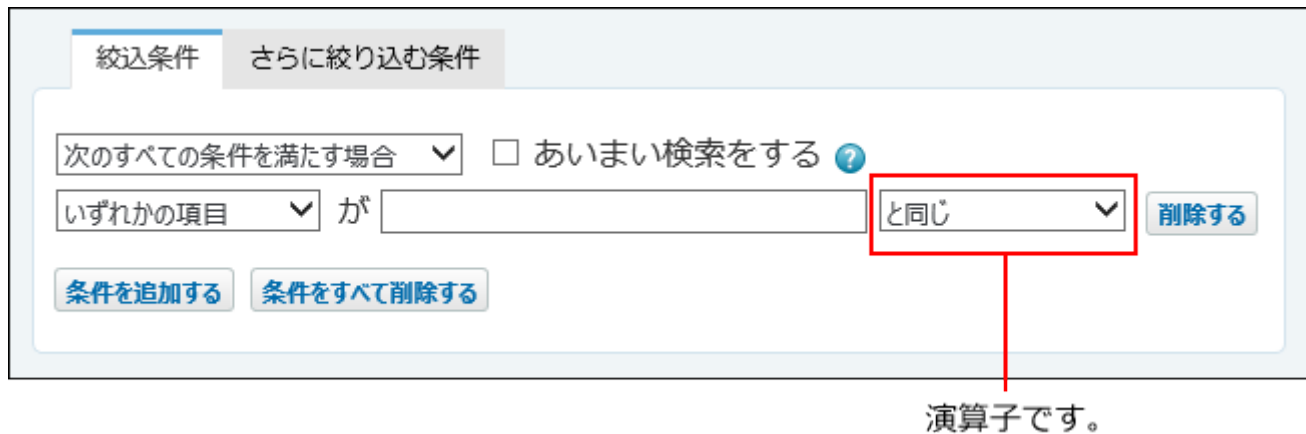 絞込条件 さらに絞り込む条件
次のすべての条件を満たす場合 あいまい検索をする ?
いずれかの項目 が と同じ 削除する
条件を追加する 条件をすべて削除する
演算子です。